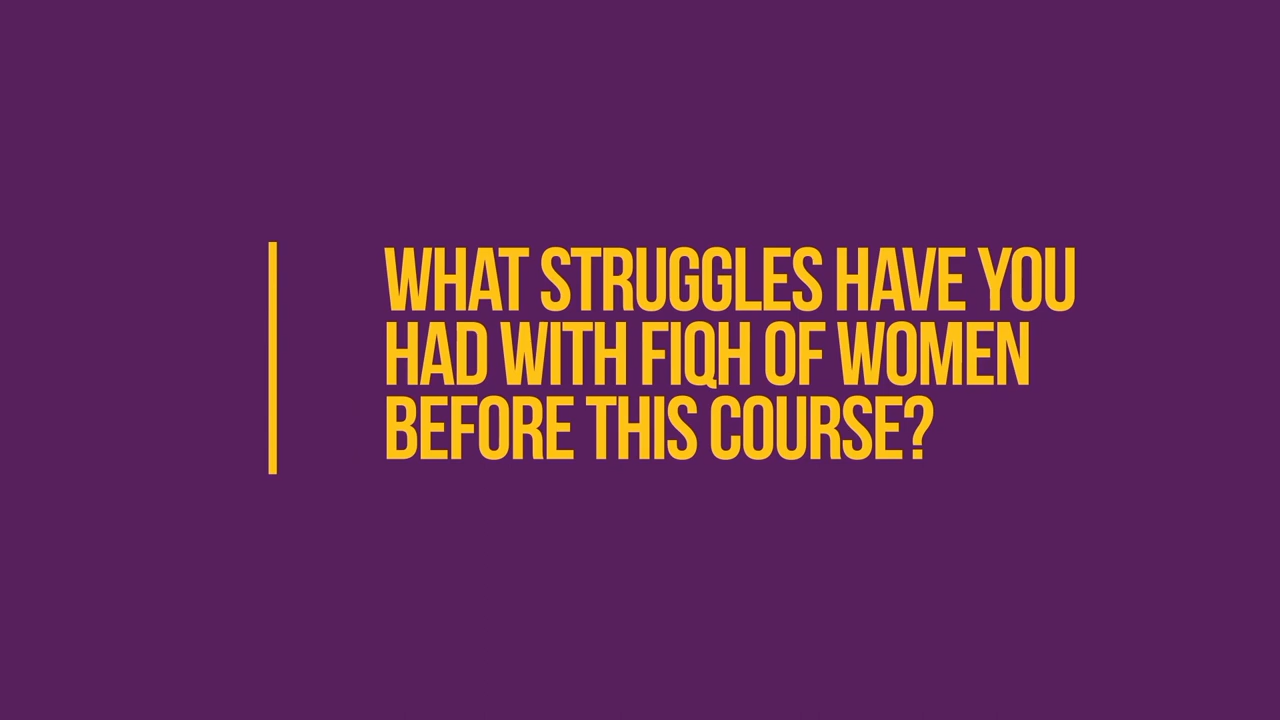 WHAT STRUGGLES HAVE YOU
HAD WITH FIQH OF WOMEN
BEFORE THIS COURSE?